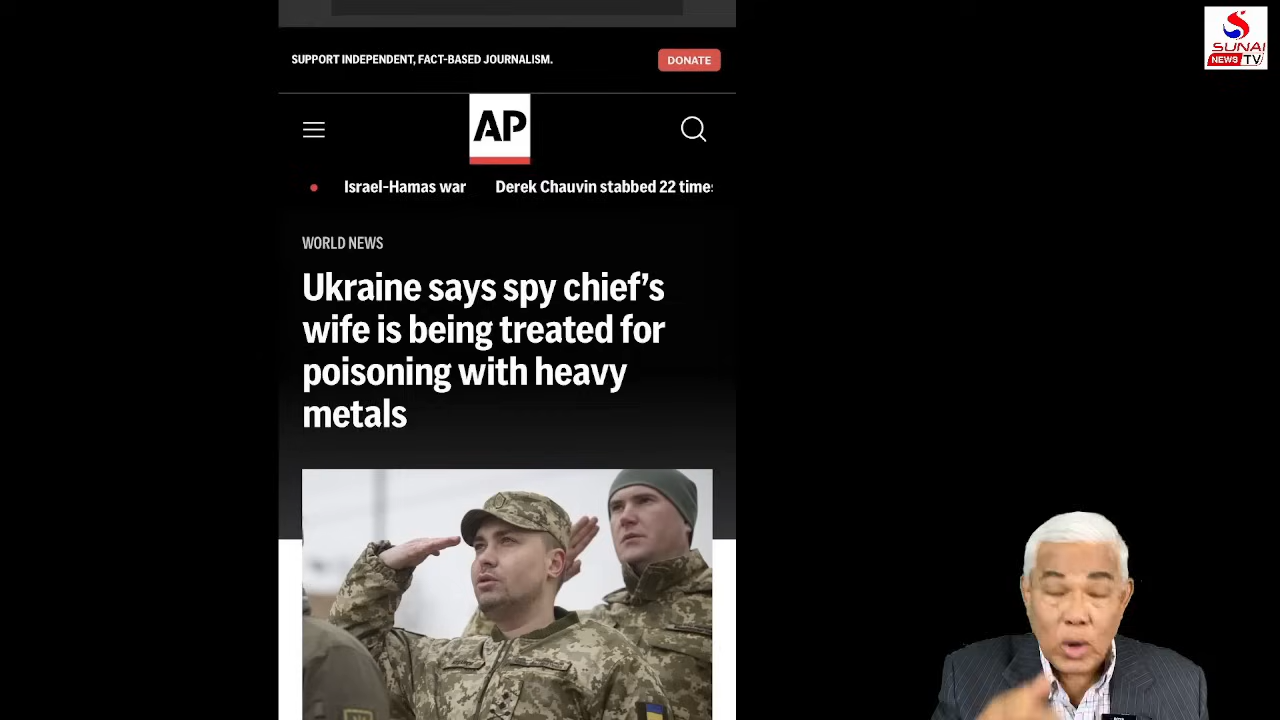 SUPPORT INDEPENDENT, FACT-BASED JOURNALISM.
DONATE
AP
Israel-Hamas war
Derek Chauvin stabbed 22 times
WORLD NEWS
Ukraine says spy chief's
wife is being treated for
poisoning with heavy
metals
SUNAI
NEWS TV